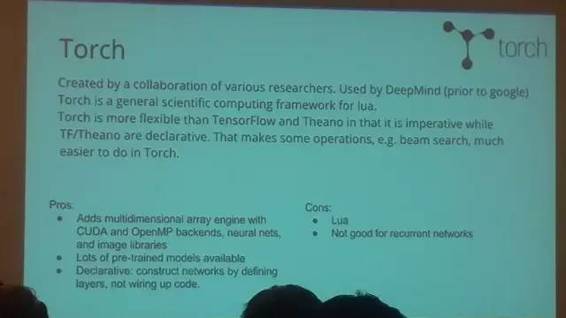 Torch
torch
Created by a collaboration of various researchers. Used by DeepMind (prior to google)
Torch is a general scientific computing framework for lua.
Torch is more flexible than TensorFlow and Theano in that it is imperative while
TF/Theano are declarative. That makes some operations, e.g. beam search, much
easier to do in Torch.
Pros:
● Adds multidimensional array engine with
CUDA and OpenMP backends, neural nets,
and image libraries
● Lots of pre-trained models available
● Declarative: construct networks by defining
layers, not wiring up code.
Cons:
● Lua
● Not good for recurrent networks